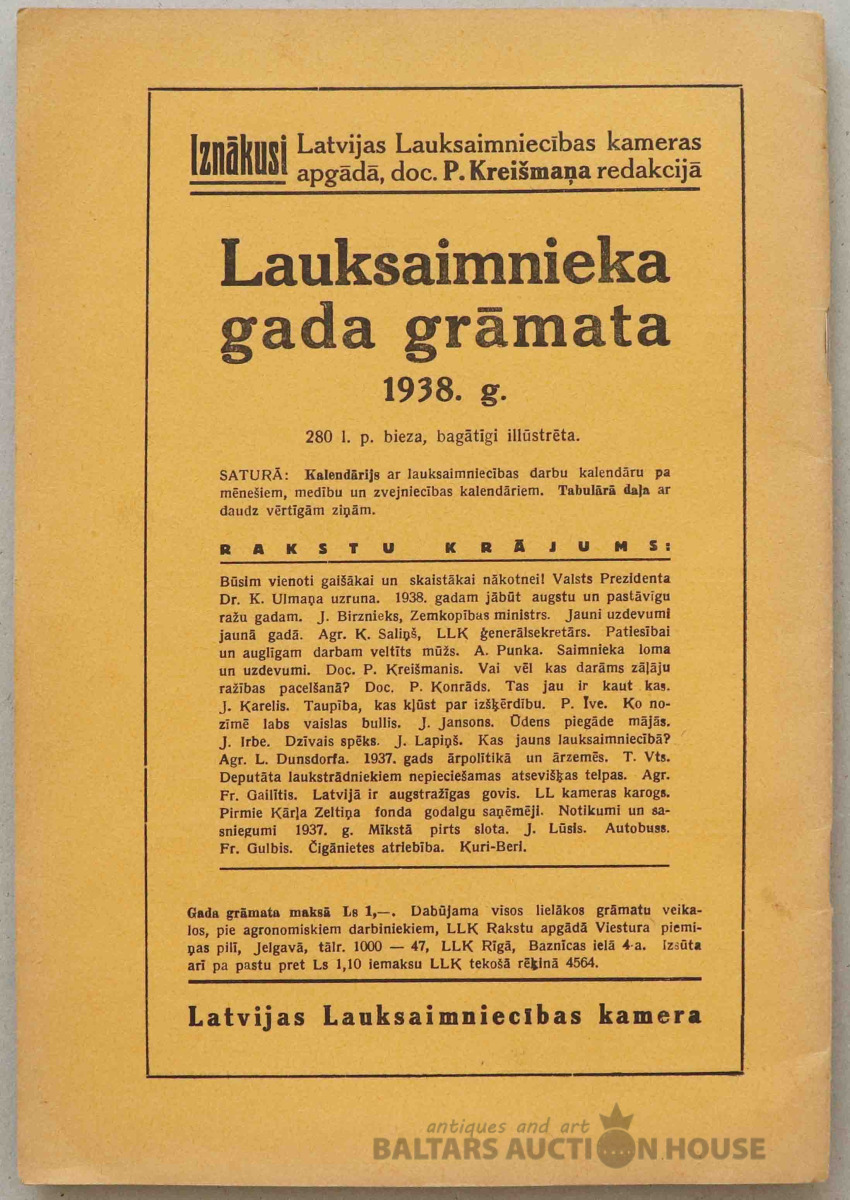 Iznākusi Latvijas Lauksaimniecības kameras
apgādā, doc. P. Kreišmaņa redakcijā
Lauksaimnieka
gada grāmata
1938. g.
280 l. p. bieza, bagātīgi illūstrēta.
SATURĀ: Kalendārijs ar lauksaimniecības darbu kalendāru pa
mēnešiem, medību un zvejniecības kalendāriem. Tabulārā daļa ar
daudz vērtīgām ziņām.
RAKSTU KRĀJUMS:
Būsim vienoti gaišākai un skaistākai nākotnei! Valsts Prezidenta
Dr. K. Ulmaņa uzruna. 1938. gadam jābūt augstu un pastāvīgu
ražu gadam. J. Birznieks, Zemkopības ministrs. Jauni uzdevumi
jaunā gadā. Agr. K. Saliņš, LLK ģenerālsekretārs. Patiesībai
un auglīgam darbam veltīts mūžs. A. Punka. Saimnieka loma
un uzdevumi. Doc. P. Kreišmanis. Vai vēl kas darāms zāļāju
ražības pacelšanā? Doc. P. Konrāds. Tas jau ir kaut kas.
J. Karelis. Taupība, kas kļūst par izšķērdību. P. Īve. Ko no-
zīmē labs vaislas bullis. J. Jansons. Ūdens piegāde mājās.
J. Irbe. Dzīvais spēks. J. Lapiņš. Kas jauns lauksaimniecībā?
Agr. L. Dunsdorfa. 1937. gads ārpolītikā un ārzemēs. T. Vts.
Deputāta laukstrādniekiem nepieciešamas atsevišķas telpas. Agr.
Fr. Gailītis. Latvijā ir augstražīgas govis. LL kameras karogs.
Pirmie Kārļa Zeltiņa fonda godalgu saņēmēji. Notikumi un sa-
sniegumi 1937. g. Mīkstā pirts slota. J. Lūsis. Autobuss.
Fr. Gulbis. Čigānietes atriebība. Kuri-Beri.
Gada grāmata maksā Ls 1,—. Dabūjama visos lielākos grāmatu veika-
los, pie agronomiskiem darbiniekiem, LLK Rakstu apgādā Viestura piemi-
ņas pilī, Jelgavā, tālr. 1000 — 47, LLK Rīgā, Baznīcas ielā 4-a. Izsūta
arī pa pastu pret Ls 1,10 iemaksu LLK tekošā rēķinā 4564.
Latvijas Lauksaimniecības kamera
antiques and art
BALTARS AUCTION HOUSE